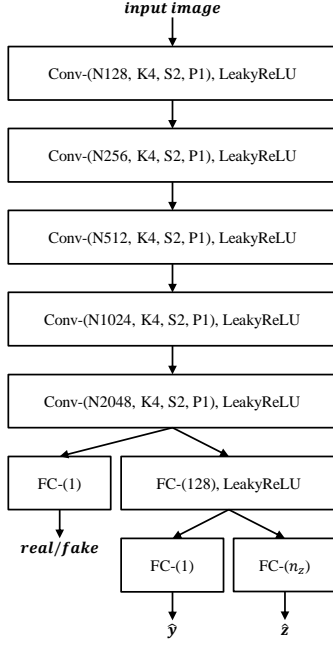 input image
Conv-(N128, K4, S2, P1), LeakyReLU
Conv-(N256, K4, S2, P1), LeakyReLU
Conv-(N512, K4, S2, P1), LeakyReLU
Conv-(N1024, K4, S2, P1), LeakyReLU
Conv-(N2048, K4, S2, P1), LeakyReLU
FC-(1) FC-(128), LeakyReLU
real/fake
FC-(1) FC-(n_z)
ŷ ẑ